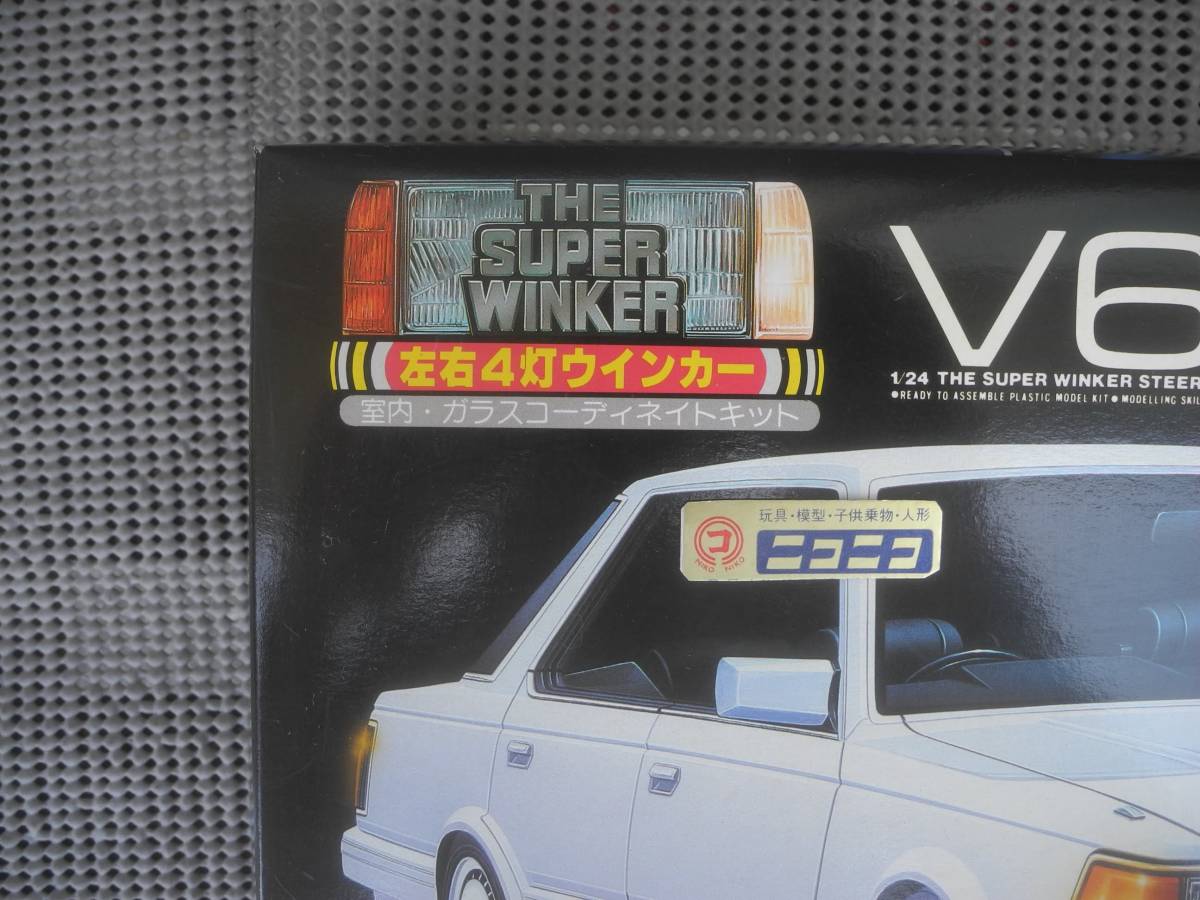 THE
SUPER
WINKER
左右4灯ウインカー
室内・ガラスコーディネイトキット
V6
1/24 THE SUPER WINKER STEER
●READY TO ASSEMBLE PLASTIC MODEL KIT ● MODELLING SKIL
玩具・模型・子供乗物・人形
コ
NIKO NIKO
ニコニコ